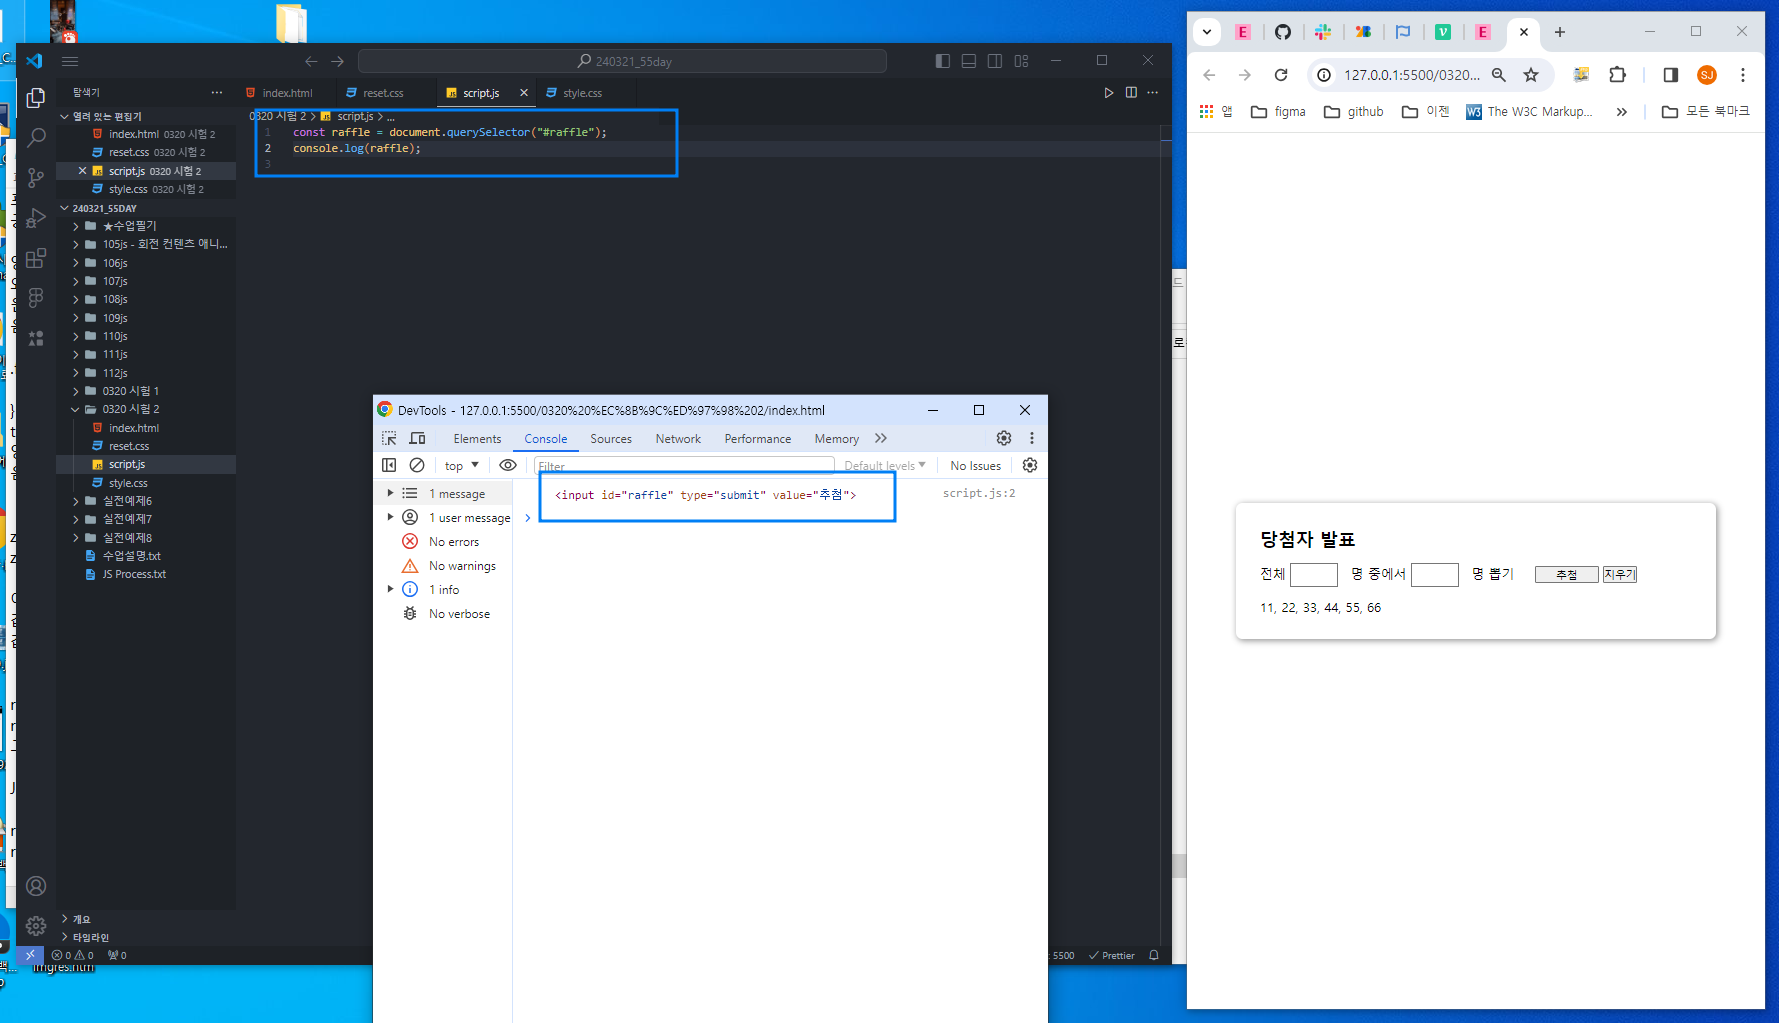 240321_55day
탐색기
index.html
reset.css
script.js
style.css
열려 있는 편집기
index.html 0320 시험 2
reset.css 0320 시험 2
script.js 0320 시험 2
style.css 0320 시험 2
240321_55DAY
★수업필기
105js - 회전 컨텐츠 애니...
106js
107js
108js
109js
110js
111js
112js
0320 시험 1
0320 시험 2
index.html
reset.css
script.js
style.css
실전예제6
실전예제7
실전예제8
수업설명.txt
JS Process.txt
개요
타임라인
0 0 0
0320 시험 2 > script.js > ...
1 const raffle = document.querySelector("#raffle");
2 console.log(raffle);
3
5500 Prettier
imgres.htm
DevTools - 127.0.0.1:5500/0320%20%EC%8B%9C%ED%97%98%202/index.html
Elements Console Sources Network Performance Memory
top Filter Default levels No Issues
1 message
1 user message
No errors
No warnings
1 info
No verbose
<input id="raffle" type="submit" value="추첨"> script.js:2
127.0.0.1:5500/0320...
SJ
앱 figma github 이젠 W3 The W3C Markup... 모든 북마크
당첨자 발표
전체 명 중에서 명 뽑기 추첨 지우기
11, 22, 33, 44, 55, 66